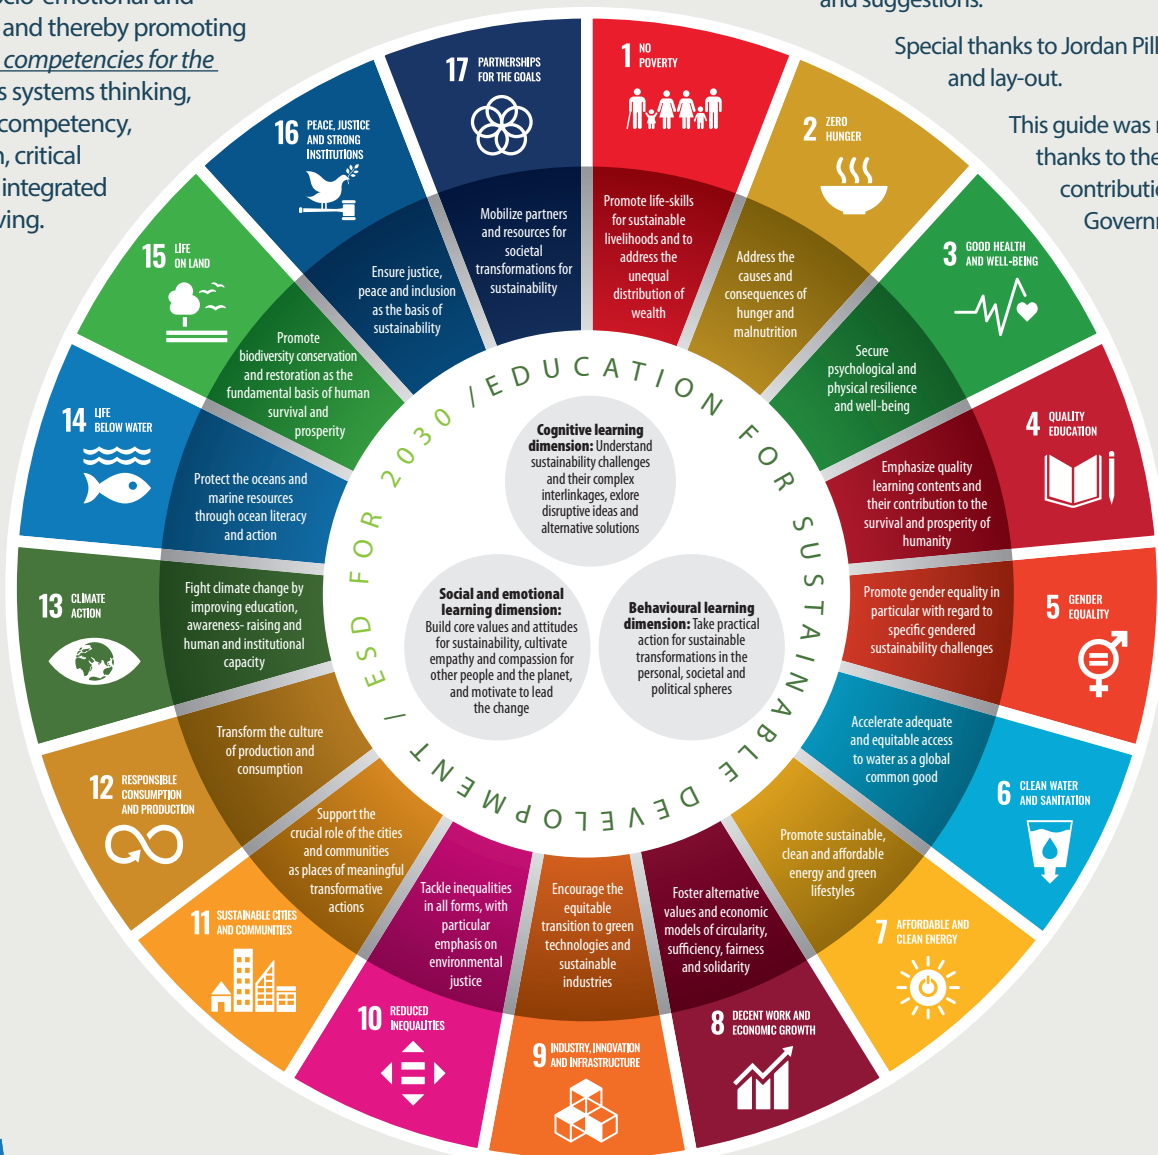 and thereby promoting
competencies for the
systems thinking,
competency,
critical
integrated
and suggestions.
Special thanks to Jordan
and lay-out.
This guide was
thanks to the
17 PARTNERSHIPS
FOR THE GOALS
Mobilize partners
and resources for
societal
transformations for
sustainability
1 NO
POVERTY
Promote life-skills
for sustainable
livelihoods and to
address the
unequal
distribution of
wealth
2 ZERO
HUNGER
Address the
causes and
consequences of
hunger and
malnutrition
3 GOOD HEALTH
AND WELL-BEING
Secure
psychological and
physical resilience
and well-being
4 QUALITY
EDUCATION
Emphasize quality
learning contents and
their contribution to the
survival and prosperity of
humanity
5 GENDER
EQUALITY
Promote gender equality in
particular with regard to
specific gendered
sustainability challenges
6 CLEAN WATER
AND SANITATION
Accelerate adequate
and equitable access
to water as a global
common good
7 AFFORDABLE AND
CLEAN ENERGY
Promote sustainable,
clean and affordable
energy and green
lifestyles
8 DECENT WORK AND
ECONOMIC GROWTH
Foster alternative
values and economic
models of circularity,
sufficiency, fairness
and solidarity
9 INDUSTRY, INNOVATION
AND INFRASTRUCTURE
Encourage the
equitable
transition to green
technologies and
sustainable
industries
10 REDUCED
INEQUALITIES
Tackle inequalities
in all forms, with
particular
emphasis on
environmental
justice
11 SUSTAINABLE CITIES
AND COMMUNITIES
Support the
crucial role of the cities
and communities
as places of meaningful
transformative
actions
12 RESPONSIBLE
CONSUMPTION
AND PRODUCTION
Transform the culture
of production and
consumption
13 CLIMATE
ACTION
Fight climate change by
improving education,
awareness- raising and
human and institutional
capacity
14 LIFE
BELOW WATER
Protect the oceans and
marine resources
through ocean literacy
and action
15 LIFE
ON LAND
Promote
biodiversity conservation
and restoration as the
fundamental basis of human
survival and
prosperity
16 PEACE, JUSTICE
AND STRONG
INSTITUTIONS
Ensure justice,
peace and inclusion
as the basis of
sustainability
ESD FOR 2030 / EDUCATION FOR SUSTAINABLE DEVELOPMENT /
Cognitive learning
dimension: Understand
sustainability challenges
and their complex
interlinkages, exlore
disruptive ideas and
alternative solutions
Social and emotional
learning dimension:
Build core values and attitudes
for sustainability, cultivate
empathy and compassion for
other people and the planet,
and motivate to lead
the change
Behavioural learning
dimension: Take practical
action for sustainable
transformations in the
personal, societal and
political spheres